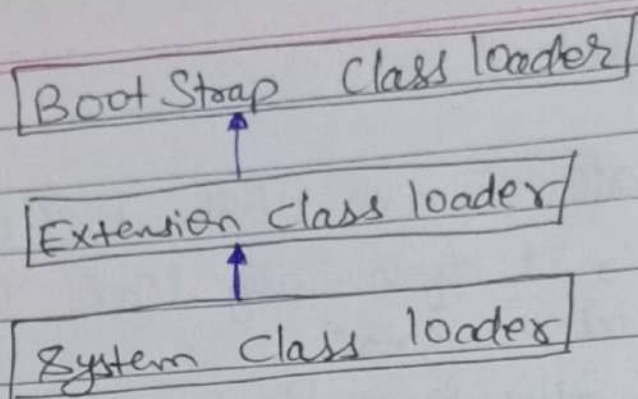 Boot Strap Class loader
Extension Class loader
System Class loader